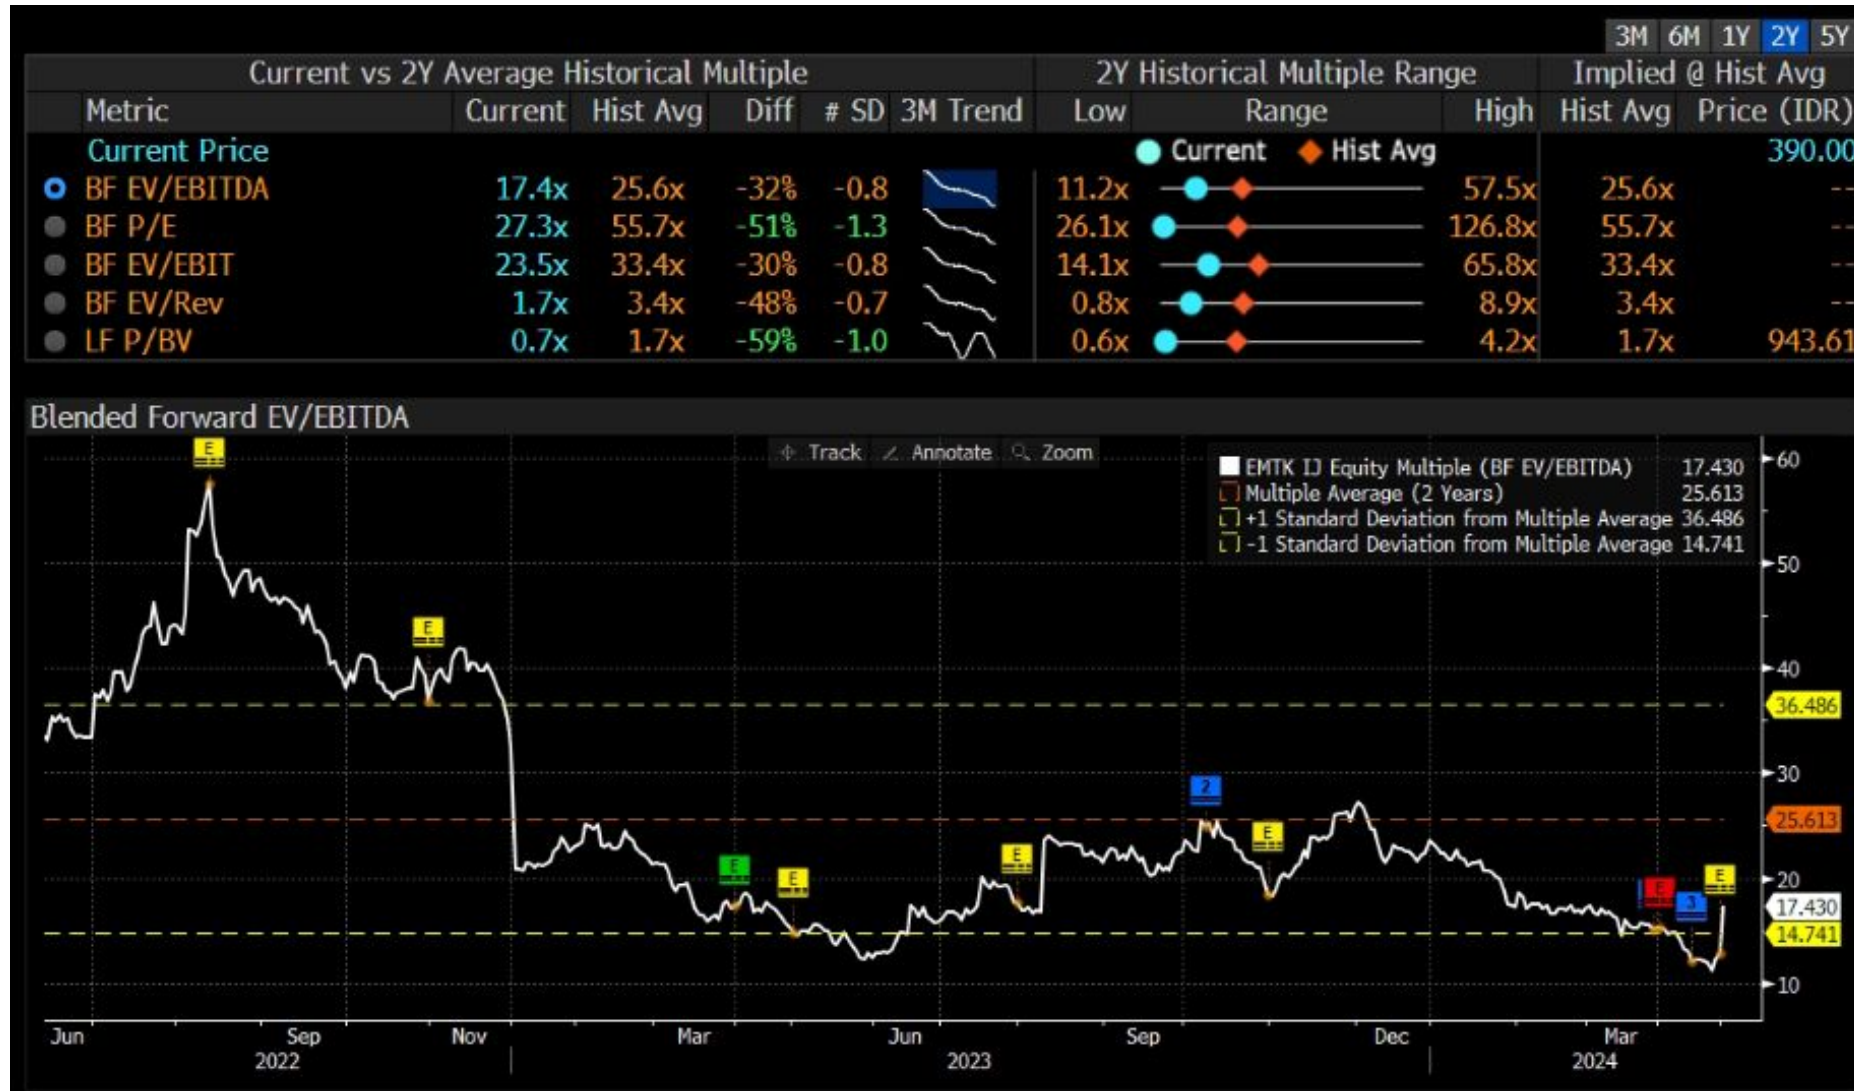 3M 6M 1Y 2Y 5Y
Current vs 2Y Average Historical Multiple 2Y Historical Multiple Range Implied @ Hist Avg
Metric Current Hist Avg Diff # SD 3M Trend Low Range High Hist Avg Price (IDR)
Current Price Current Hist Avg 390.00
BF EV/EBITDA 17.4x 25.6x -32% -0.8 11.2x 57.5x 25.6x --
BF P/E 27.3x 55.7x -51% -1.3 26.1x 126.8x 55.7x --
BF EV/EBIT 23.5x 33.4x -30% -0.8 14.1x 65.8x 33.4x --
BF EV/Rev 1.7x 3.4x -48% -0.7 0.8x 8.9x 3.4x --
LF P/BV 0.7x 1.7x -59% -1.0 0.6x 4.2x 1.7x 943.61
Blended Forward EV/EBITDA
E
Track Annotate Zoom
60
EMTK IJ Equity Multiple (BF EV/EBITDA) 17.430
Multiple Average (2 Years) 25.613
+1 Standard Deviation from Multiple Average 36.486
-1 Standard Deviation from Multiple Average 14.741
50
E
40
36.486
30
2
25.613
E
E
E
E
E
E
20
3
17.430
14.741
10
Jun Sep Nov Mar Jun Sep Dec Mar
2022 2023 2024